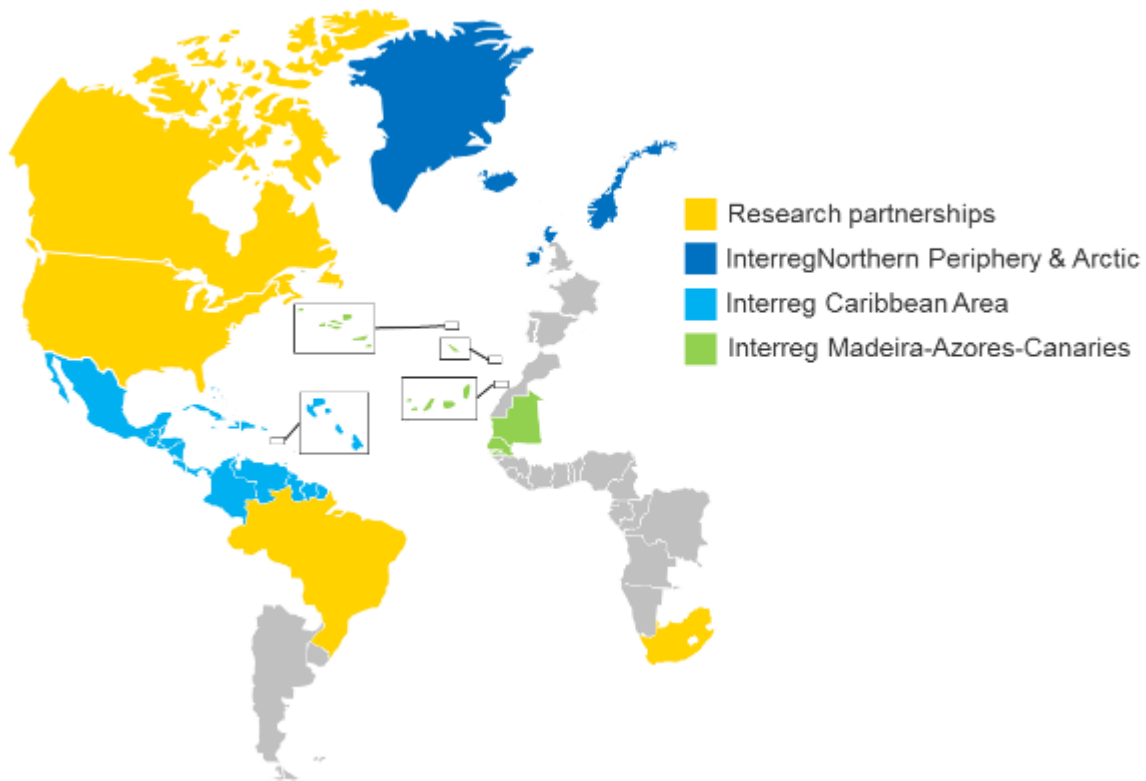 Research partnerships
InterregNorthern Periphery & Arctic
Interreg Caribbean Area
Interreg Madeira-Azores-Canaries